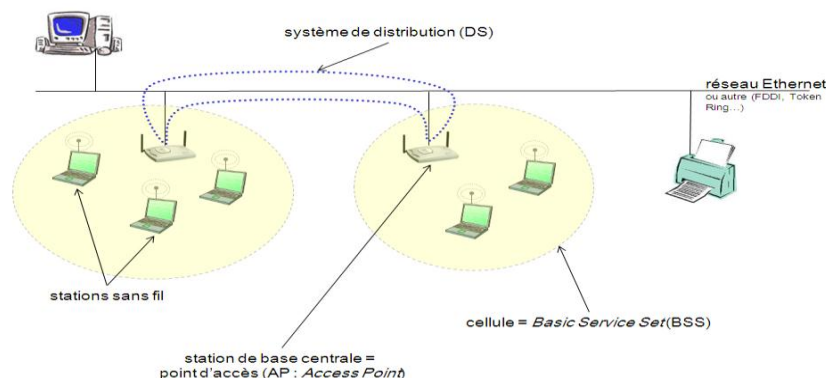 système de distribution (DS)
réseau Ethernet
ou autre (FDDI, Token
Ring...)
stations sans fil
cellule = Basic Service Set(BSS)
station de base centrale =
point d'accès (AP : Access Point)